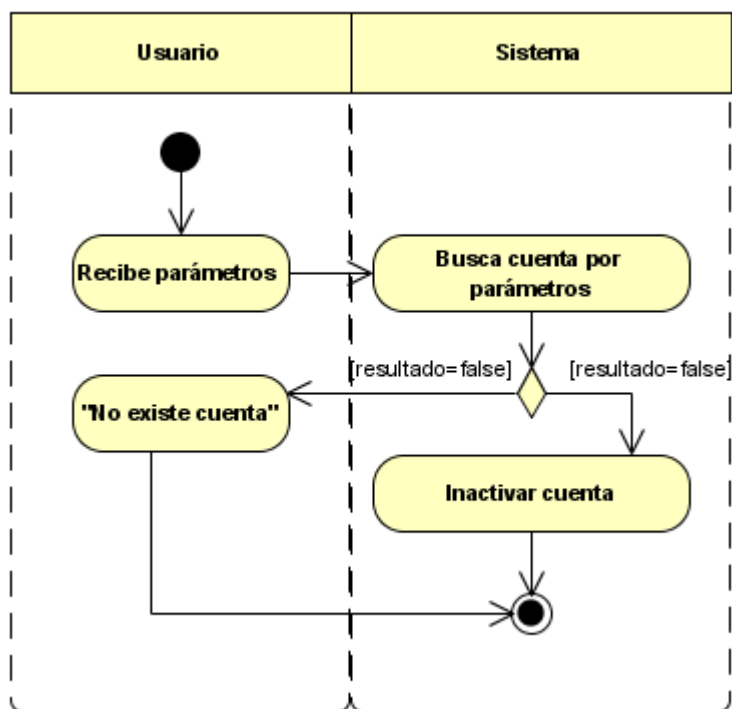 Usuario
Sistema
Recibe parámetros
Busca cuenta por
parámetros
[resultado=false]
[resultado=false]
"No existe cuenta"
Inactivar cuenta